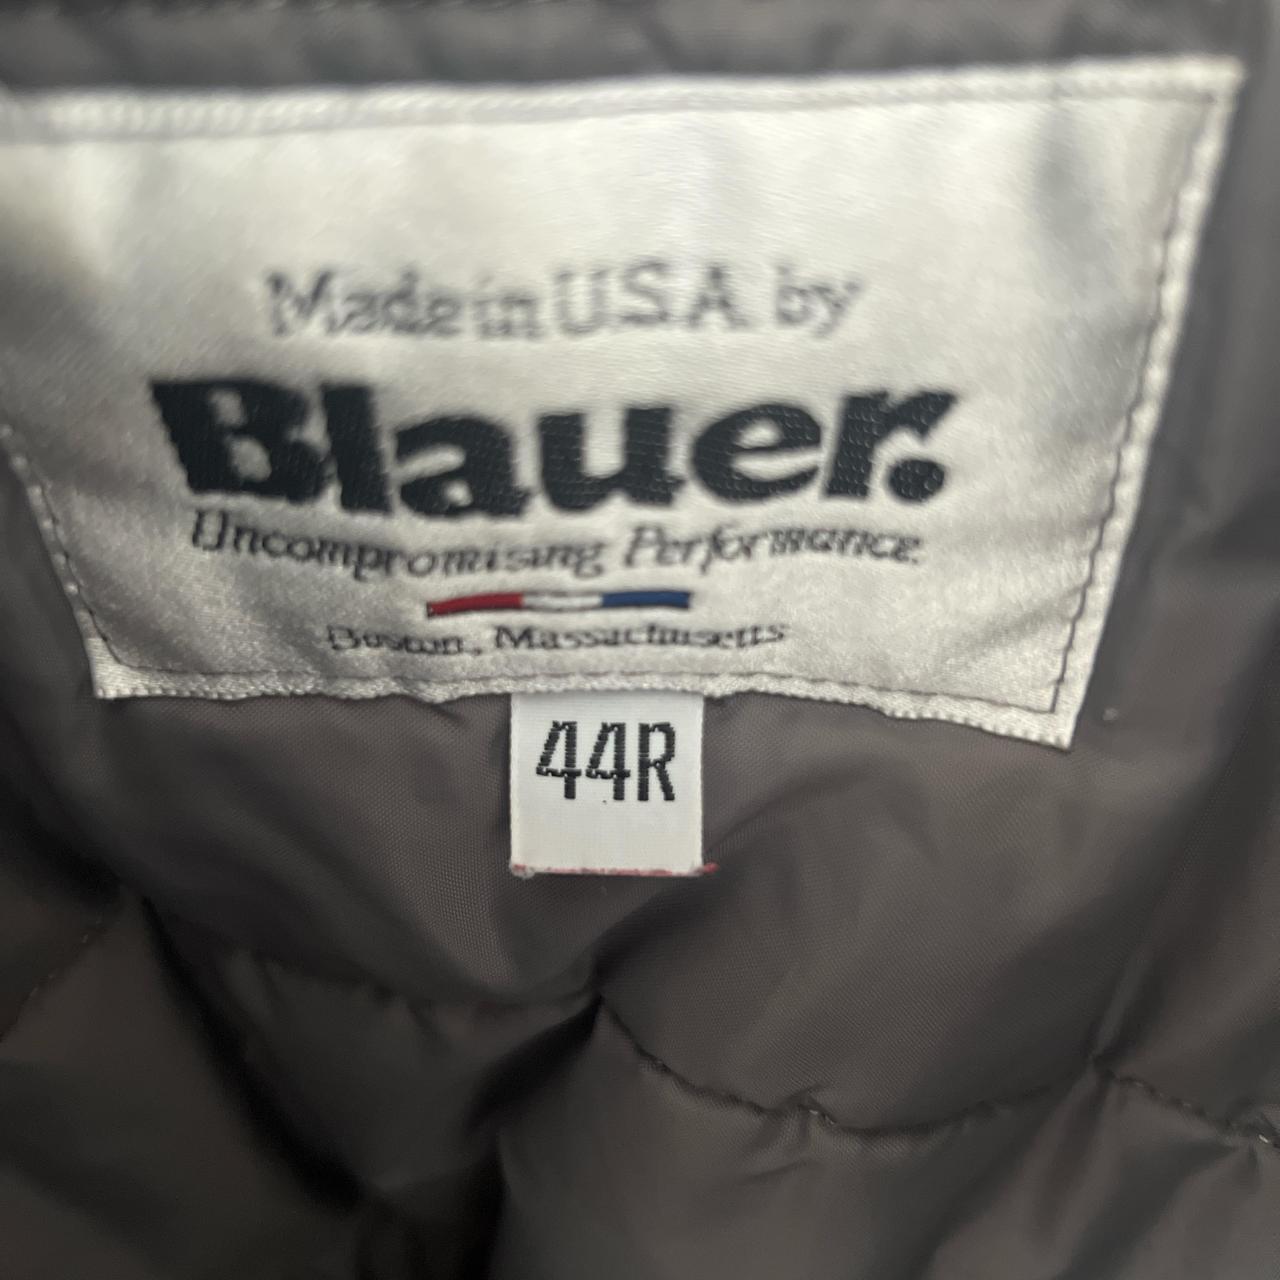 Made in U.S.A by
Blauer.
Uncompromising Performance.
Boston, Massachusetts
44R